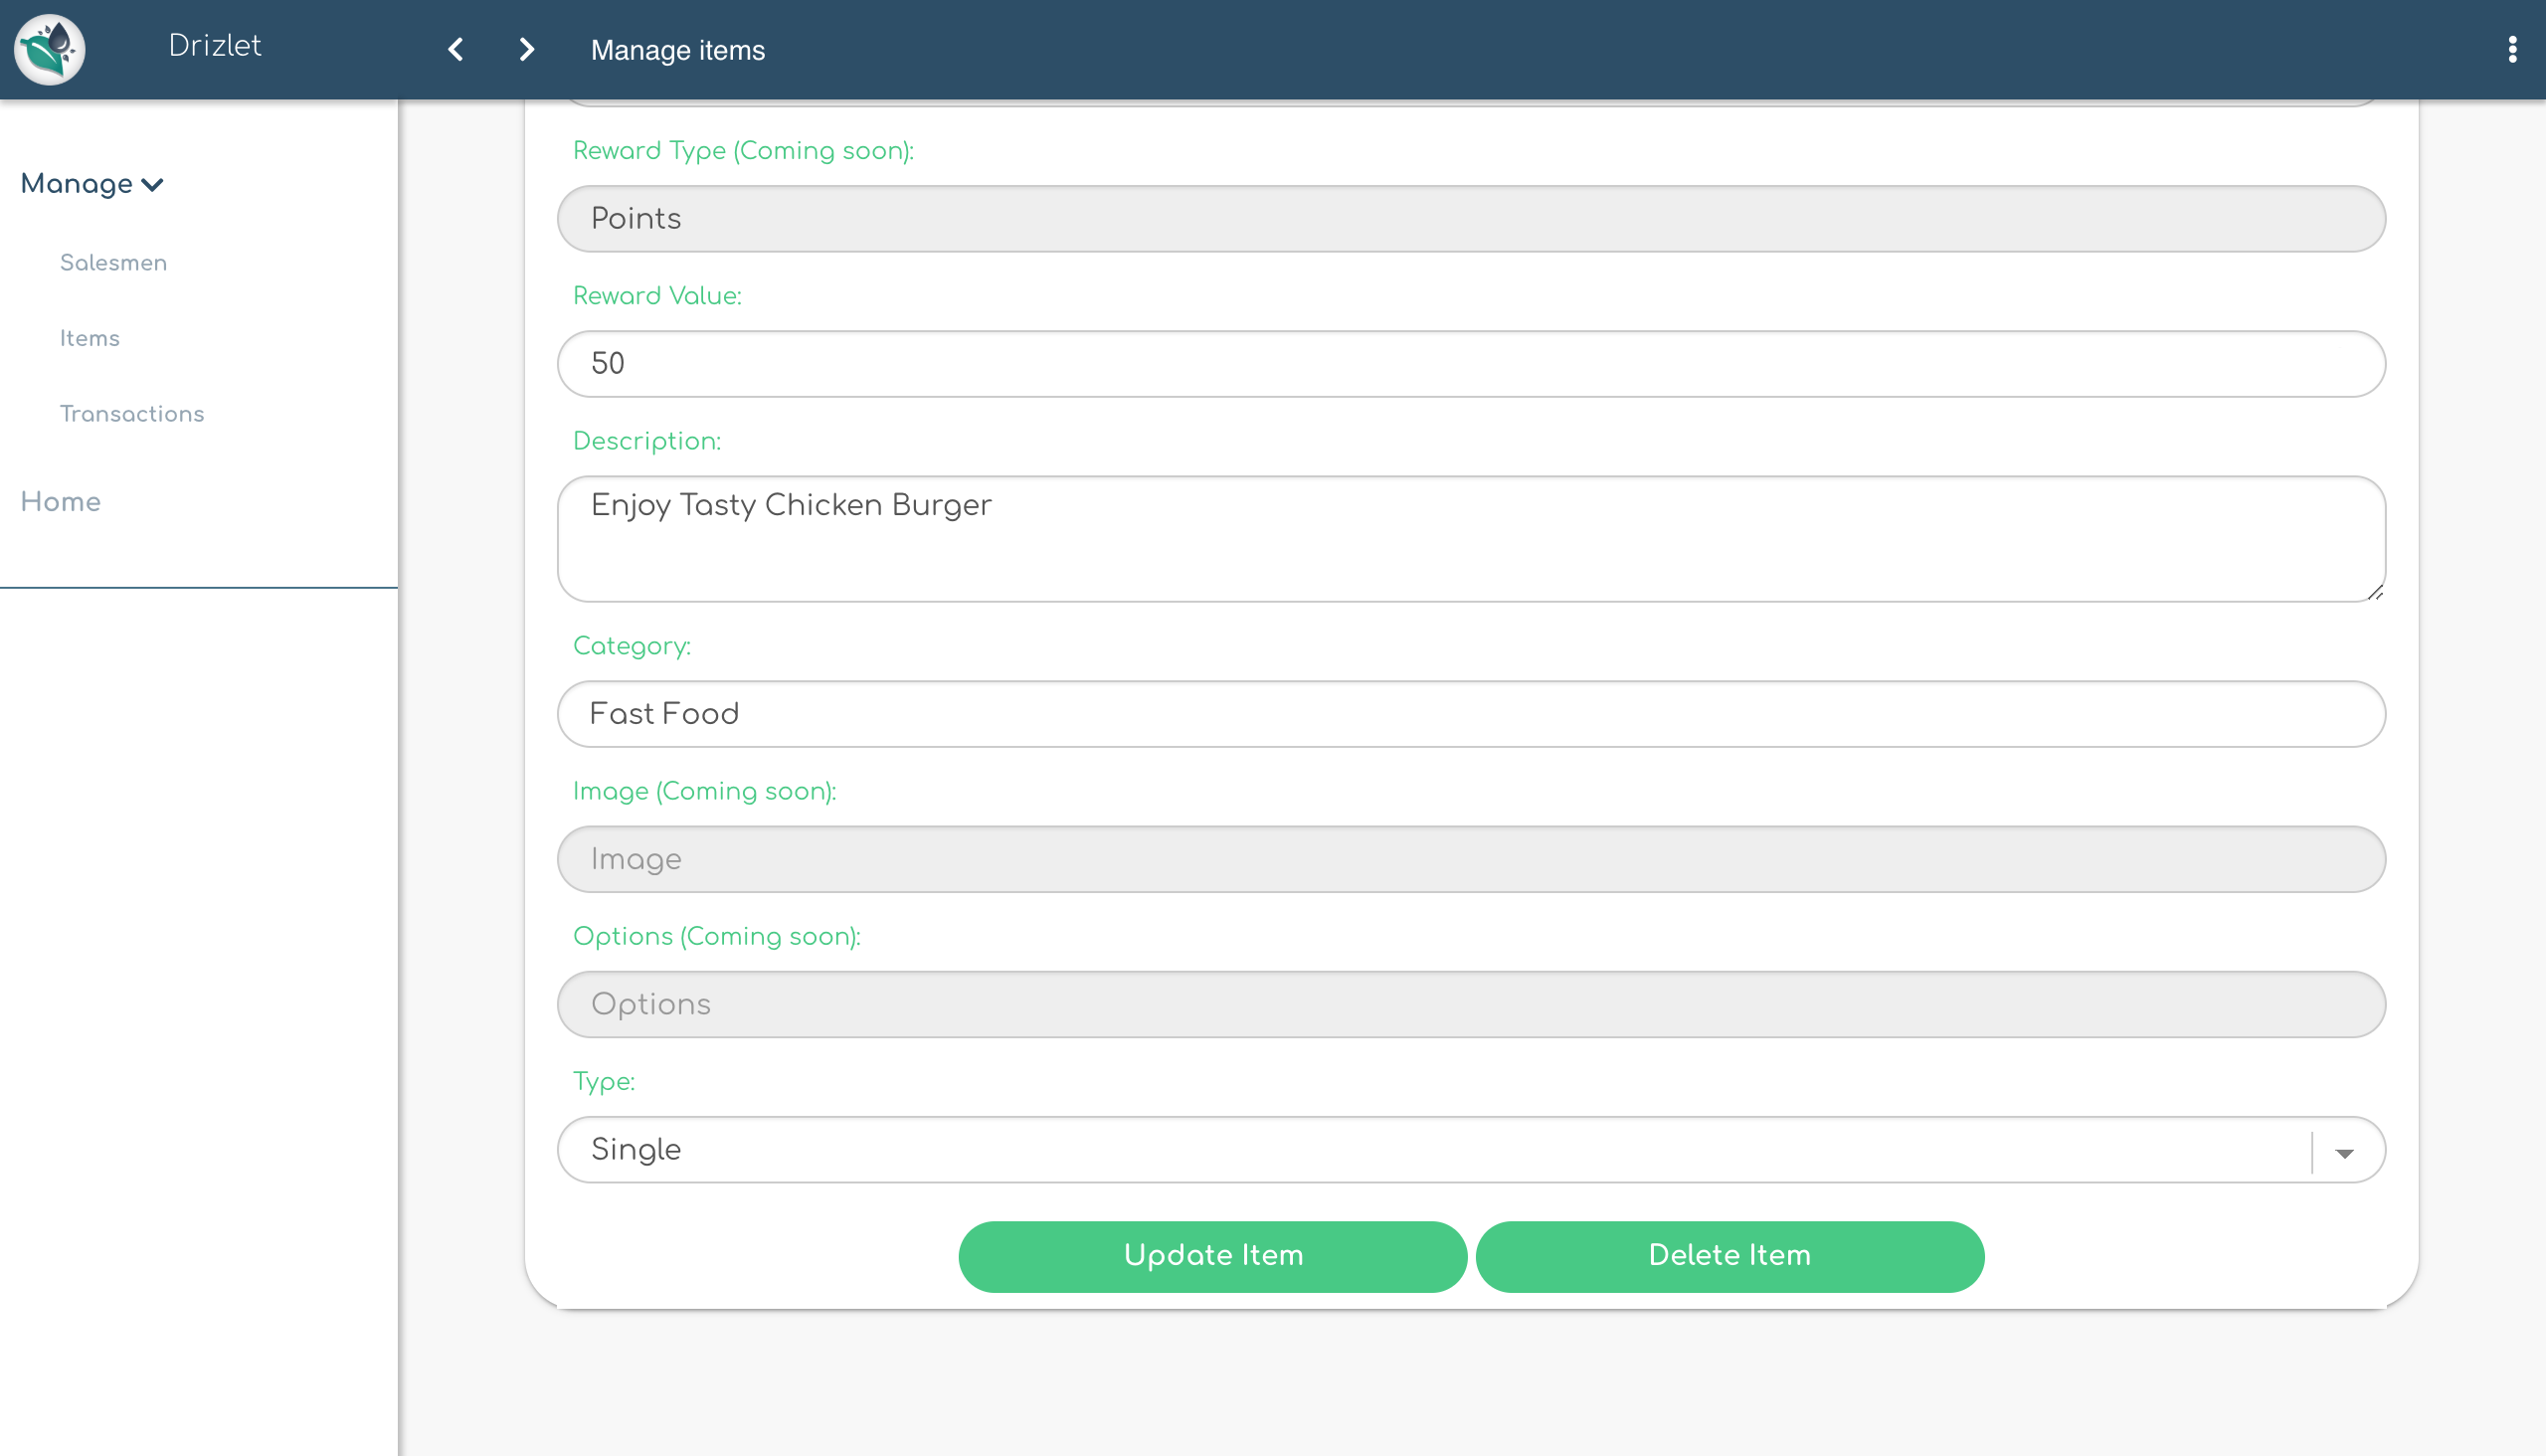 Drizlet
Manage items
Manage
Salesmen
Items
Transactions
Home
Reward Type (Coming soon):
Points
Reward Value:
50
Description:
Enjoy Tasty Chicken Burger
Category:
Fast Food
Image (Coming soon):
Image
Options (Coming soon):
Options
Type:
Single
Update Item
Delete Item